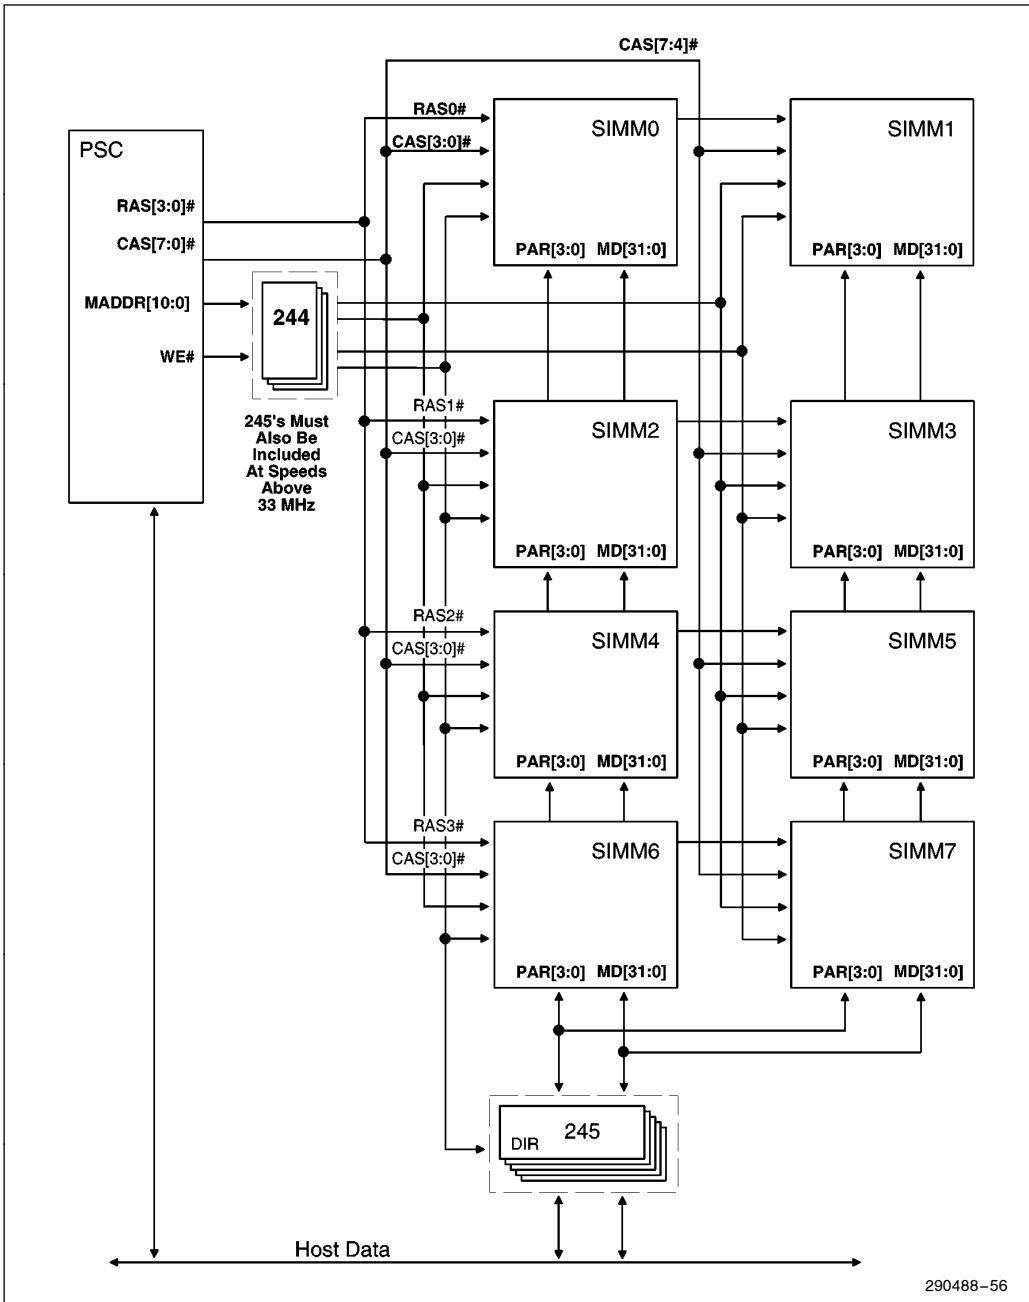 CAS[7:4]#
RAS0#
SIMM0
SIMM1
PSC
CAS[3:0]#
RAS[3:0]#
CAS[7:0]#
PAR[3:0] MD[31:0]
PAR[3:0] MD[31:0]
MADDR[10:0]
244
WE#
RAS1#
245's Must
Also Be
Included
At Speeds
Above
33 MHz
CAS[3:0]#
SIMM2
SIMM3
PAR[3:0] MD[31:0]
PAR[3:0] MD[31:0]
RAS2#
CAS[3:0]#
SIMM4
SIMM5
PAR[3:0] MD[31:0]
PAR[3:0] MD[31:0]
RAS3#
CAS[3:0]#
SIMM6
SIMM7
PAR[3:0] MD[31:0]
PAR[3:0] MD[31:0]
245
DIR
Host Data
290488-56